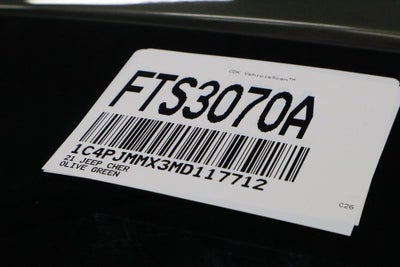 CDK VehicleScan™
FTS3070A
1C4PJMMX3MD117712
21 JEEP CHER
OLIVE GREEN
C26